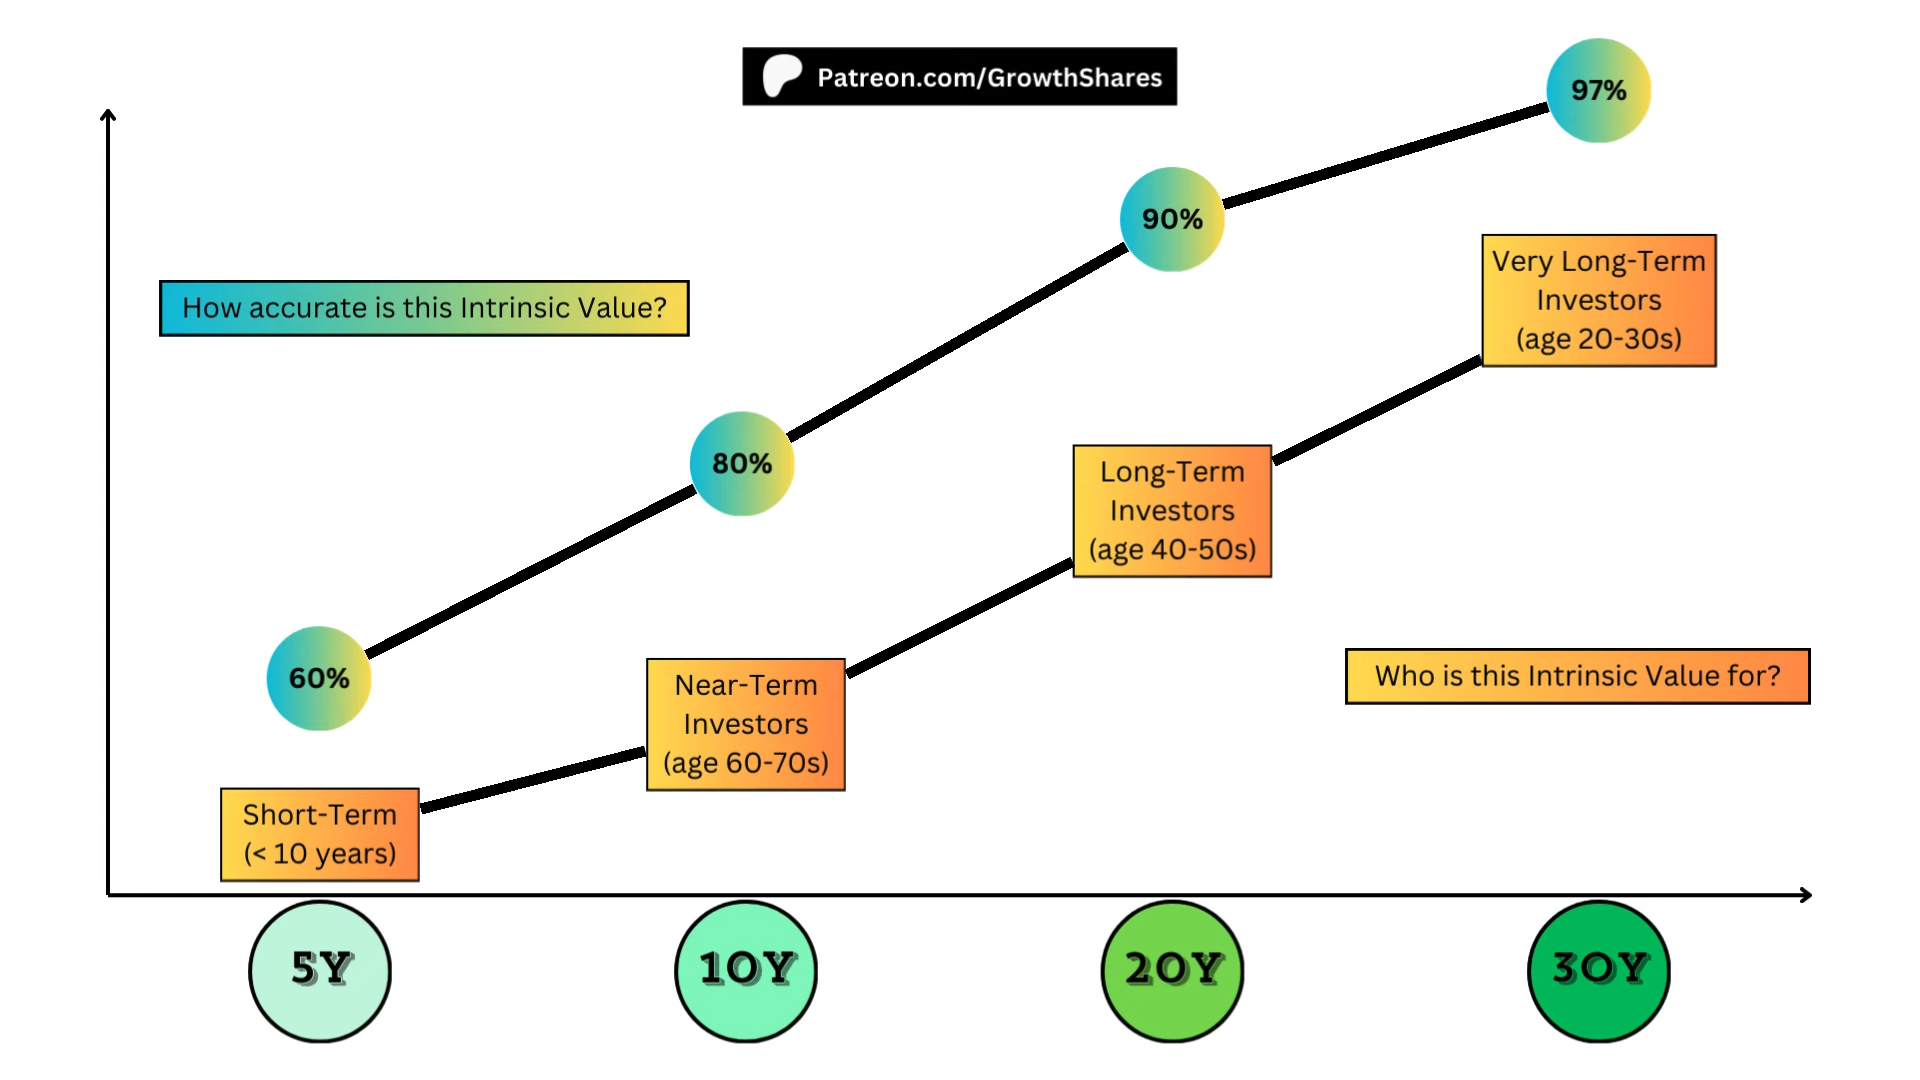 Patreon.com/GrowthShares
97%
90%
Very Long-Term
Investors
(age 20-30s)
How accurate is this Intrinsic Value?
80%
Long-Term
Investors
(age 40-50s)
60%
Near-Term
Investors
(age 60-70s)
Who is this Intrinsic Value for?
Short-Term
(< 10 years)
5Y
10Y
20Y
30Y